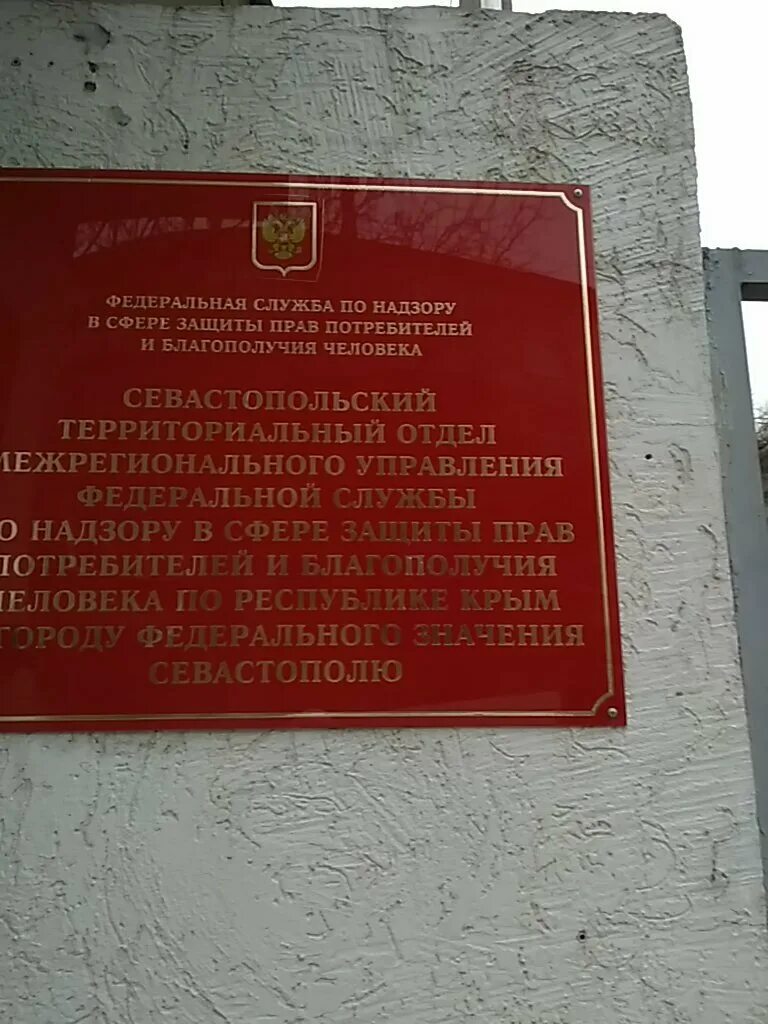 ФЕДЕРАЛЬНАЯ СЛУЖБА ПО НАДЗОРУ
В СФЕРЕ ЗАЩИТЫ ПРАВ ПОТРЕБИТЕЛЕЙ
И БЛАГОПОЛУЧИЯ ЧЕЛОВЕКА
СЕВАСТОПОЛЬСКИЙ
ТЕРРИТОРИАЛЬНЫЙ ОТДЕЛ
МЕЖРЕГИОНАЛЬНОГО УПРАВЛЕНИЯ
ФЕДЕРАЛЬНОЙ СЛУЖБЫ
О НАДЗОРУ В СФЕРЕ ЗАЩИТЫ ПРАВ
ПОТРЕБИТЕЛЕЙ И БЛАГОПОЛУЧИЯ
ЧЕЛОВЕКА ПО РЕСПУБЛИКЕ КРЫМ
ГОРОДУ ФЕДЕРАЛЬНОГО ЗНАЧЕНИЯ
СЕВАСТОПОЛЮ